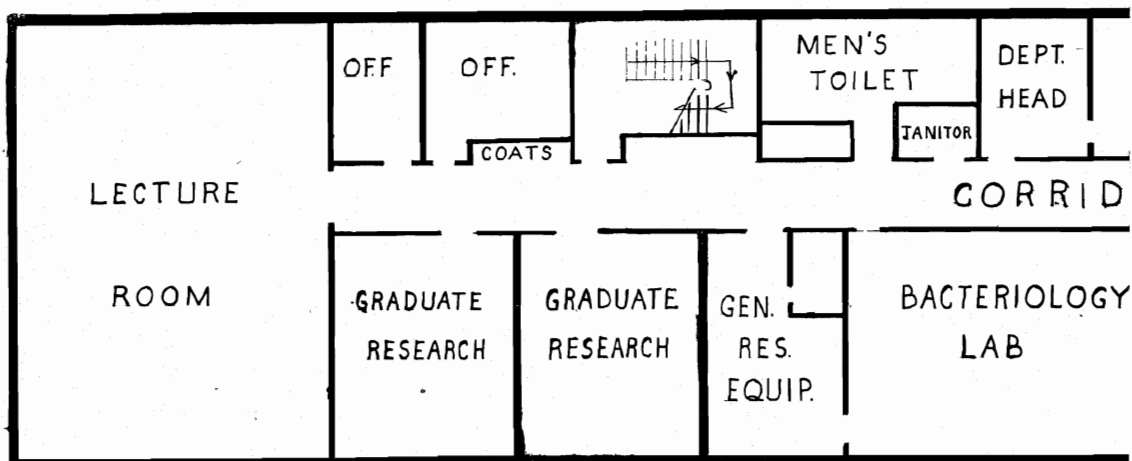 OFF
OFF.
COATS
MEN'S
TOILET
JANITOR
DEPT.
HEAD
LECTURE
ROOM
CORRID
GRADUATE
RESEARCH
GRADUATE
RESEARCH
GEN.
RES.
EQUIP.
BACTERIOLOGY
LAB